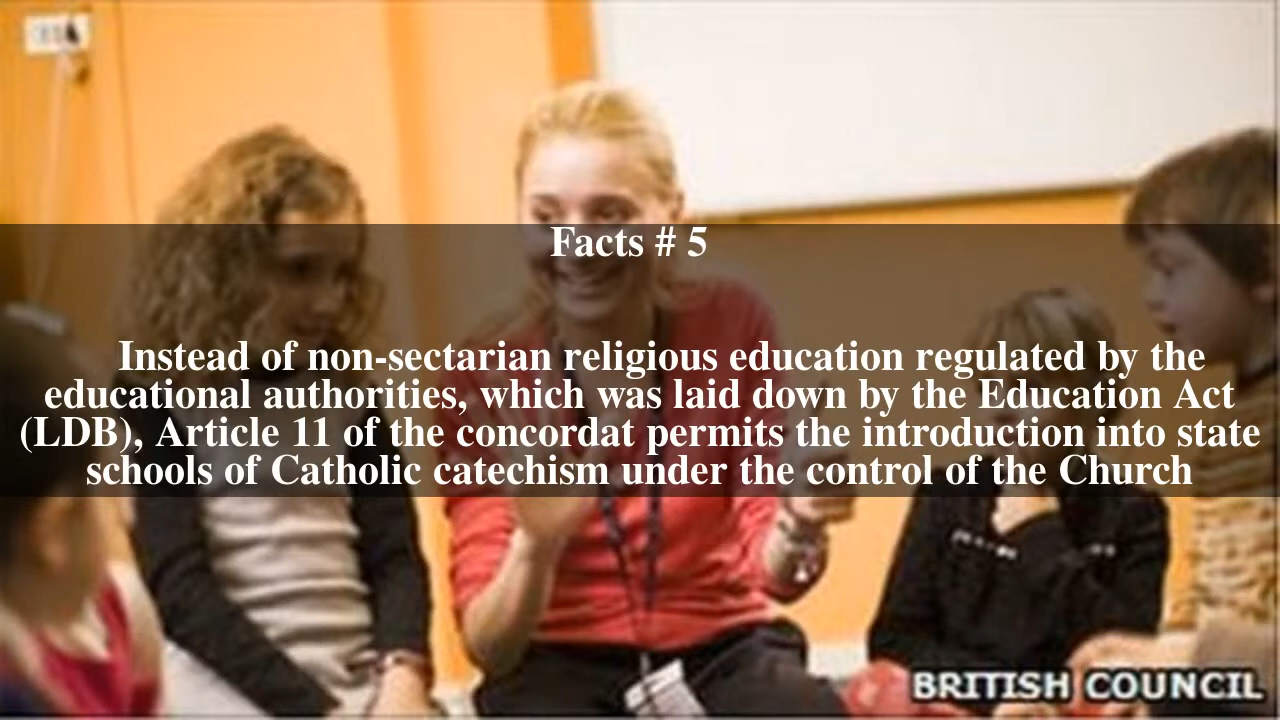 Facts # 5
Instead of non-sectarian religious education regulated by the
educational authorities, which was laid down by the Education Act
(LDB), Article 11 of the concordat permits the introduction into state
schools of Catholic catechism under the control of the Church
BRITISH COUNCIL